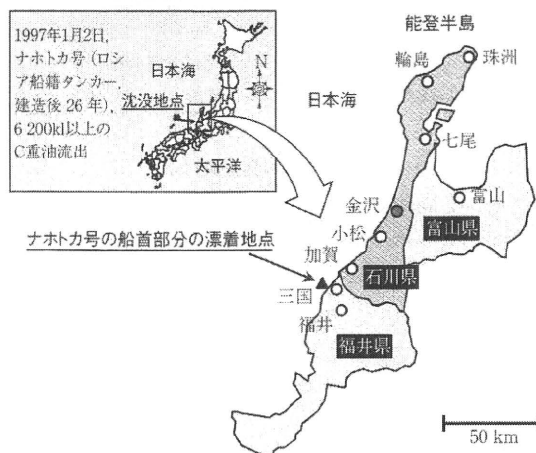 1997年1月2日,
ナホトカ号 (ロシ
ア船籍タンカー,
建造後 26 年),
6 200kl以上の
C重油流出
日本海
N
沈没地点
太平洋
能登半島
輪島
珠洲
日本海
七尾
富山
金沢
富山県
小松
ナホトカ号の船首部分の漂着地点
加賀
石川県
三国
福井
福井県
50 km